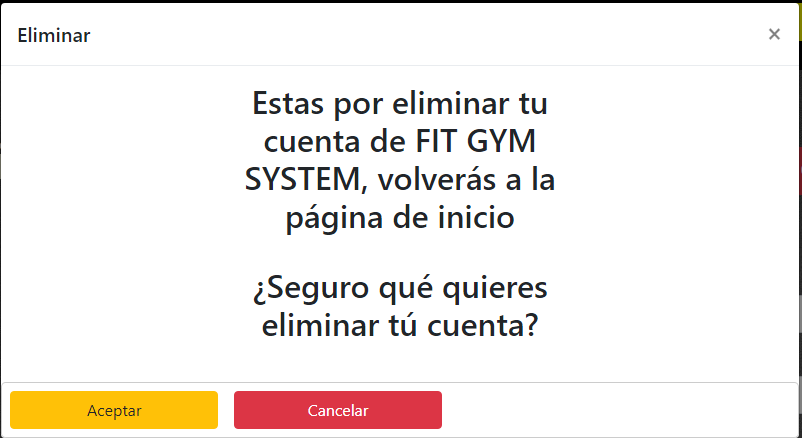 Eliminar
×
Estas por eliminar tu
cuenta de FIT GYM
SYSTEM, volverás a la
página de inicio
¿Seguro qué quieres
eliminar tú cuenta?
Aceptar
Cancelar